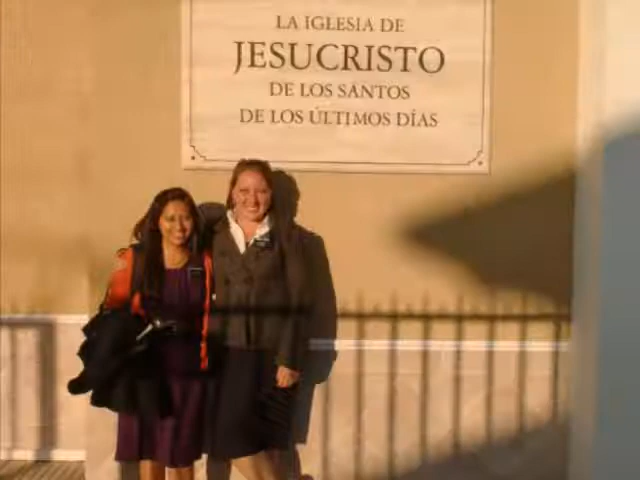 LA IGLESIA DE
JESUCRISTO
DE LOS SANTOS
DE LOS ÚLTIMOS DÍAS